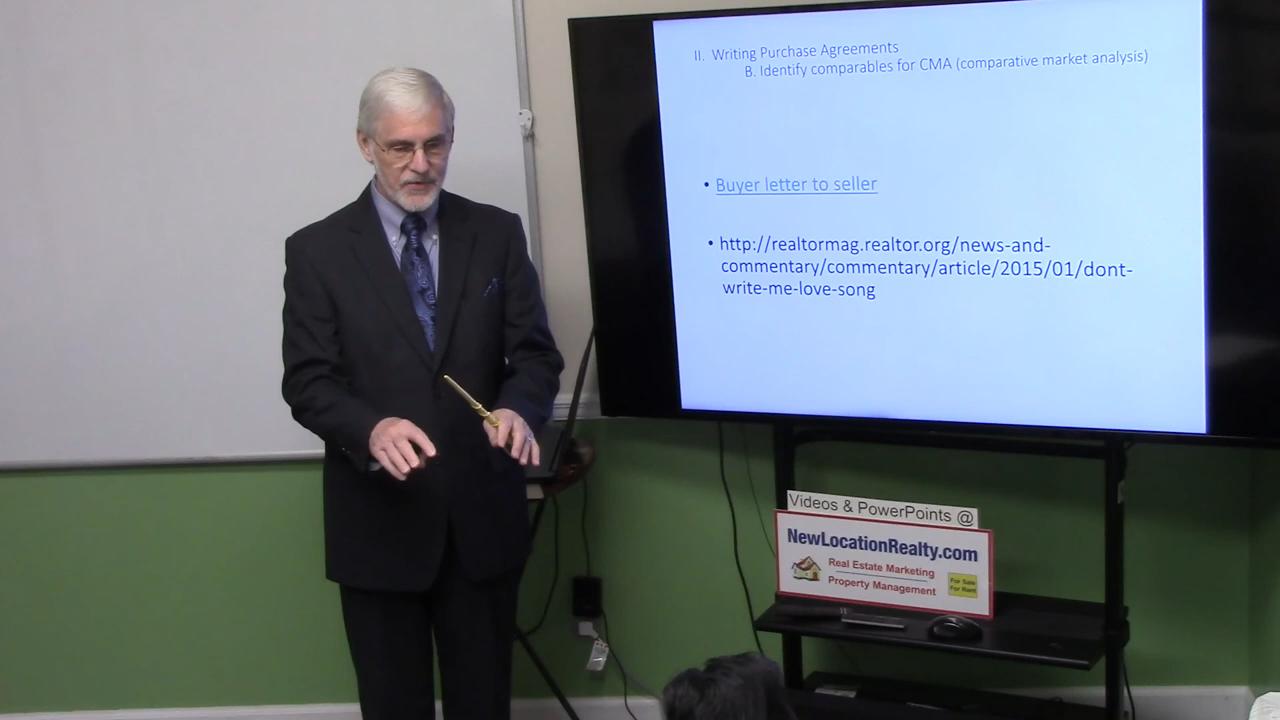 II. Writing Purchase Agreements
B. Identify comparables for CMA (comparative market analysis)
• Buyer letter to seller
• http://realtormag.realtor.org/news-and-
commentary/commentary/article/2015/01/dont-
write-me-love-song
Videos & PowerPoints @
NewLocationRealty.com
Real Estate Marketing
Property Management
For Sale
For Rent